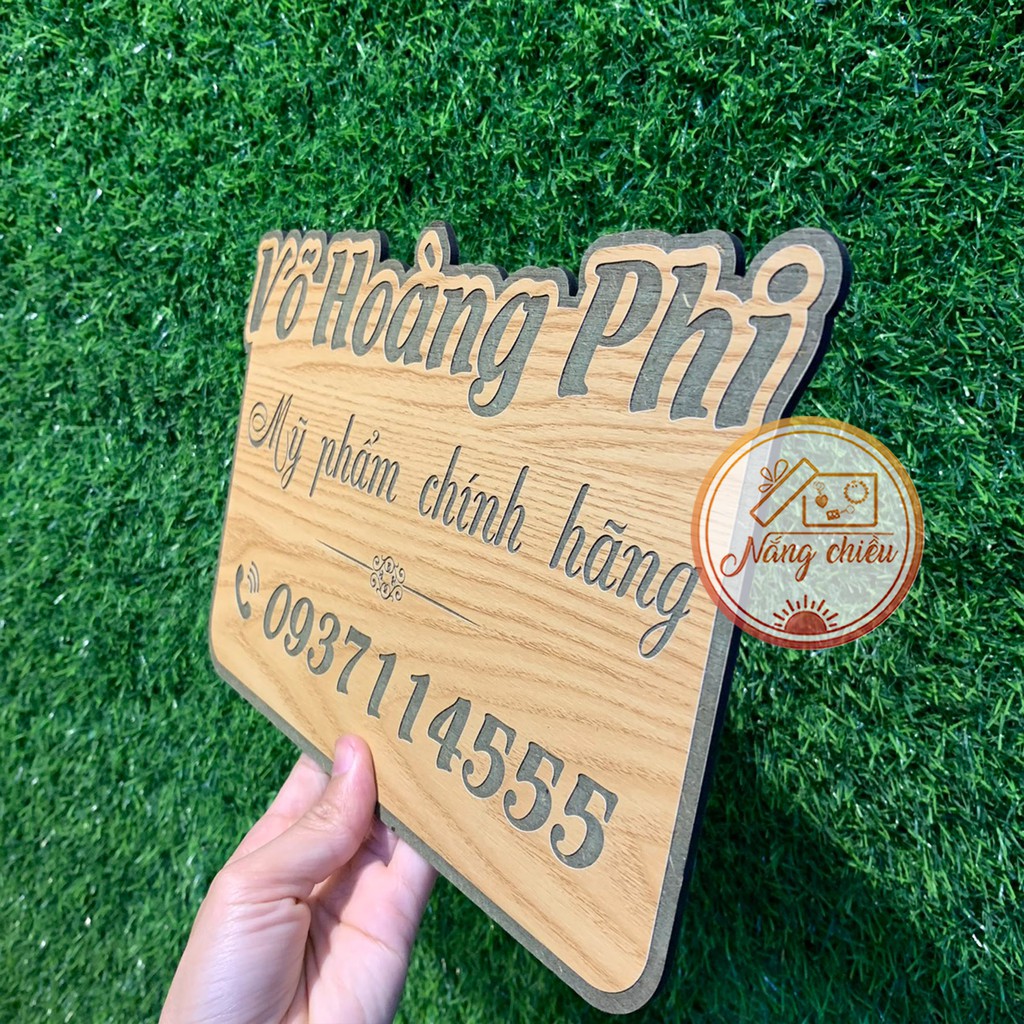 Võ Hoàng Phi
Mỹ phẩm chính hãng
0937114555
Nắng chiều